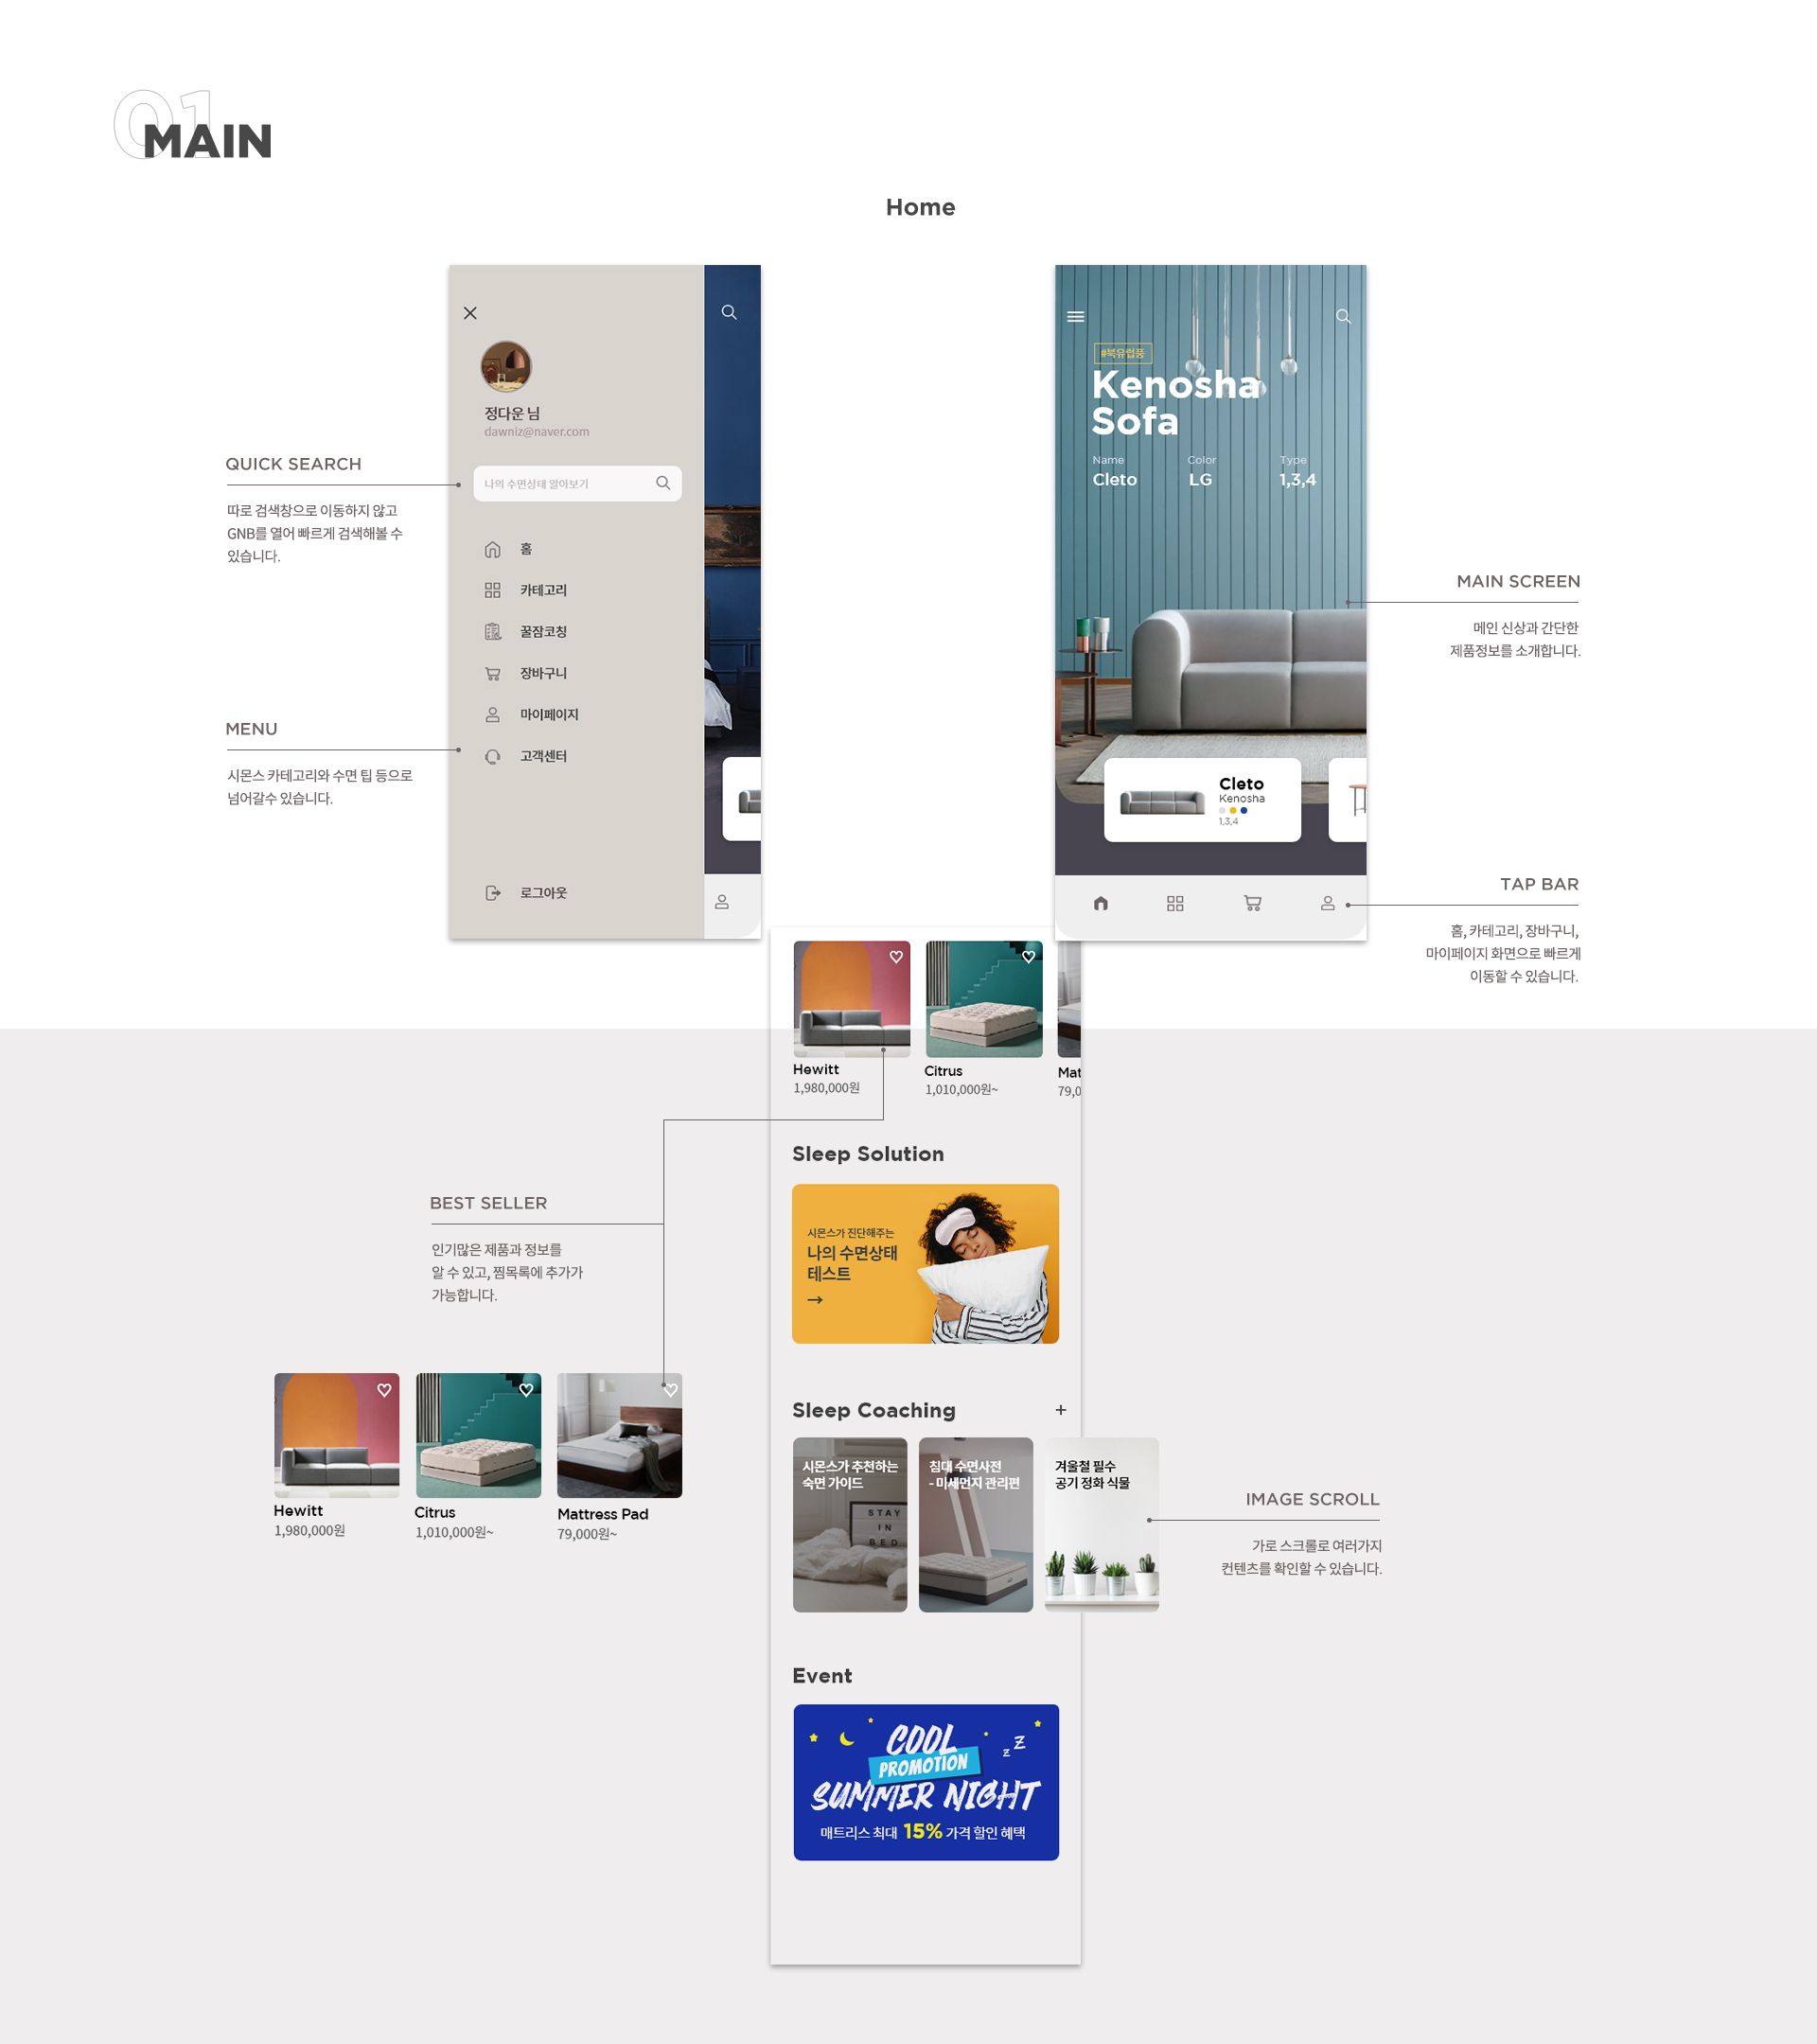 01
MAIN
Home
정다운 님
dawniz@naver.com
나의 수면상태 알아보기
홈
카테고리
꿀잠코칭
장바구니
마이페이지
고객센터
로그아웃
QUICK SEARCH
따로 검색창으로 이동하지 않고
GNB를 열어 빠르게 검색해볼 수
있습니다.
MENU
시몬스 카테고리와 수면 팁 등으로
넘어갈수 있습니다.
#북유럽풍
Kenosha
Sofa
Name Color Type
Cleto LG 1,3,4
Cleto
Kenosha
1,3,4
MAIN SCREEN
메인 신상과 간단한
제품정보를 소개합니다.
TAP BAR
홈, 카테고리, 장바구니,
마이페이지 화면으로 빠르게
이동할 수 있습니다.
Hewitt
1,980,000원
Citrus
1,010,000원~
Mat
79,0
Sleep Solution
시몬스가 진단해주는
나의 수면상태
테스트
BEST SELLER
인기많은 제품과 정보를
알 수 있고, 찜목록에 추가가
가능합니다.
Hewitt
1,980,000원
Citrus
1,010,000원~
Mattress Pad
79,000원~
Sleep Coaching
시몬스가 추천하는
숙면 가이드
STAY
IN
BED
침대 수면사전
- 미세먼지 관리편
겨울철 필수
공기 정화 식물
IMAGE SCROLL
가로 스크롤로 여러가지
컨텐츠를 확인할 수 있습니다.
Event
COOL
PROMOTION
SUMMER NIGHT
z Z
매트리스 최대 15% 가격 할인 혜택